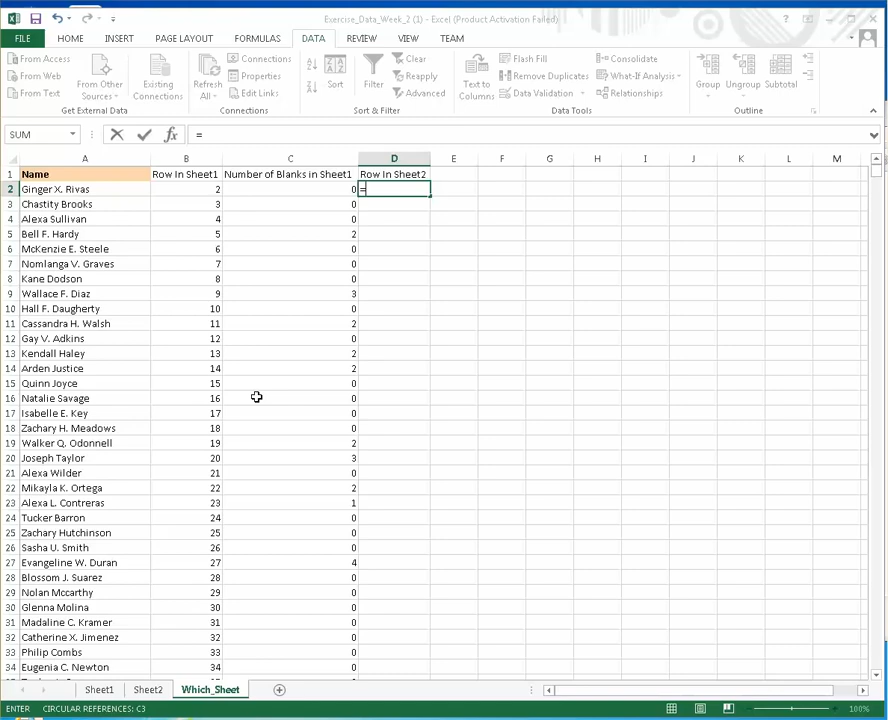 Exercise_Data_Week_2 (1) - Excel (Product Activation Failed)
FILE HOME INSERT PAGE LAYOUT FORMULAS DATA REVIEW VIEW TEAM
From Access
From Web
From Text
From Other Sources
Existing Connections
Refresh All
Connections
Properties
Edit Links
Sort
Filter
Clear
Reapply
Advanced
Text to Columns
Flash Fill
Remove Duplicates
Data Validation
Consolidate
What-If Analysis
Relationships
Group
Ungroup
Subtotal
Get External Data Connections Sort & Filter Data Tools Outline
SUM =
A B C D E F G H I J K L M
1 Name Row In Sheet1 Number of Blanks in Sheet1 Row In Sheet2
2 Ginger X. Rivas 2 0 =
3 Chastity Brooks 3 0
4 Alexa Sullivan 4 0
5 Bell F. Hardy 5 2
6 McKenzie E. Steele 6 0
7 Nomlanga V. Graves 7 0
8 Kane Dodson 8 0
9 Wallace F. Diaz 9 3
10 Hall F. Daugherty 10 0
11 Cassandra H. Walsh 11 2
12 Gay V. Adkins 12 0
13 Kendall Haley 13 2
14 Arden Justice 14 2
15 Quinn Joyce 15 0
16 Natalie Savage 16 0
17 Isabelle E. Key 17 0
18 Zachary H. Meadows 18 0
19 Walker Q. Odonnell 19 2
20 Joseph Taylor 20 3
21 Alexa Wilder 21 0
22 Mikayla K. Ortega 22 2
23 Alexa L. Contreras 23 1
24 Tucker Barron 24 0
25 Zachary Hutchinson 25 0
26 Sasha U. Smith 26 0
27 Evangeline W. Duran 27 4
28 Blossom J. Suarez 28 0
29 Nolan Mccarthy 29 0
30 Glenna Molina 30 0
31 Madaline C. Kramer 31 0
32 Catherine X. Jimenez 32 0
33 Philip Combs 33 0
34 Eugenia C. Newton 34 0
Sheet1 Sheet2 Which_Sheet
ENTER CIRCULAR REFERENCES: C3 100%